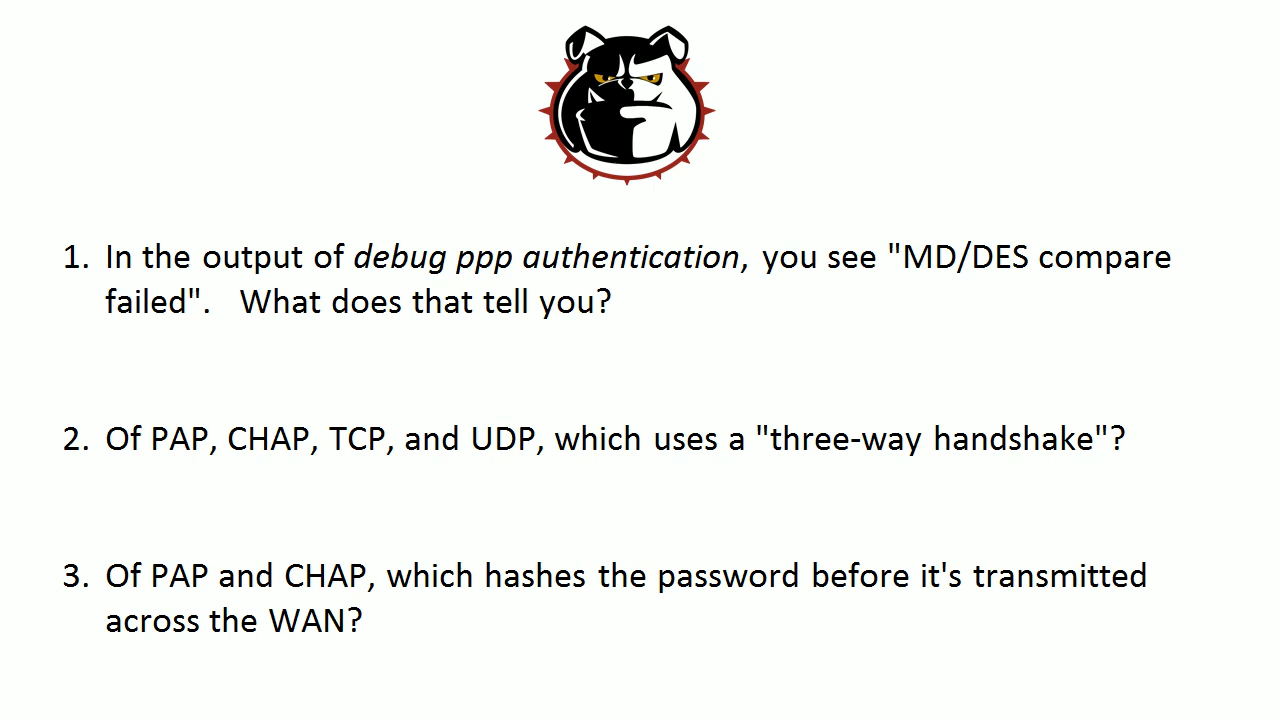 1. In the output of debug ppp authentication, you see "MD/DES compare
failed". What does that tell you?
2. Of PAP, CHAP, TCP, and UDP, which uses a "three-way handshake"?
3. Of PAP and CHAP, which hashes the password before it's transmitted
across the WAN?